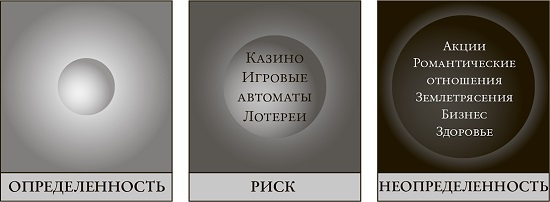 ОПРЕДЕЛЕННОСТЬ
Казино
Игровые
автоматы
Лотереи
РИСК
Акции
Романтические
отношения
Землетрясения
Бизнес
Здоровье
НЕОПРЕДЕЛЕННОСТЬ